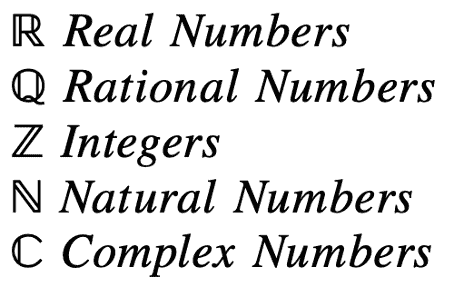 ℝ Real Numbers
ℚ Rational Numbers
ℤ Integers
ℕ Natural Numbers
ℂ Complex Numbers